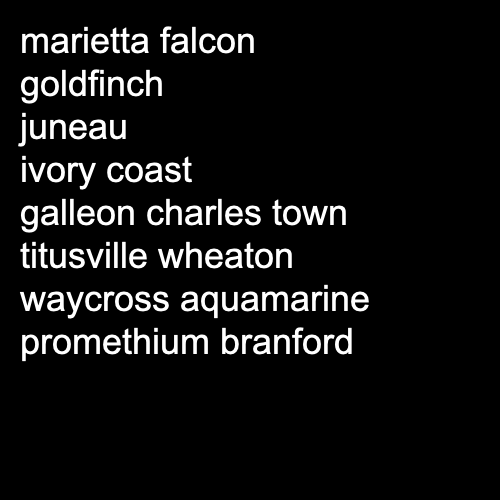 marietta falcon
goldfinch
juneau
ivory coast
galleon charles town
titusville wheaton
waycross aquamarine
promethium branford